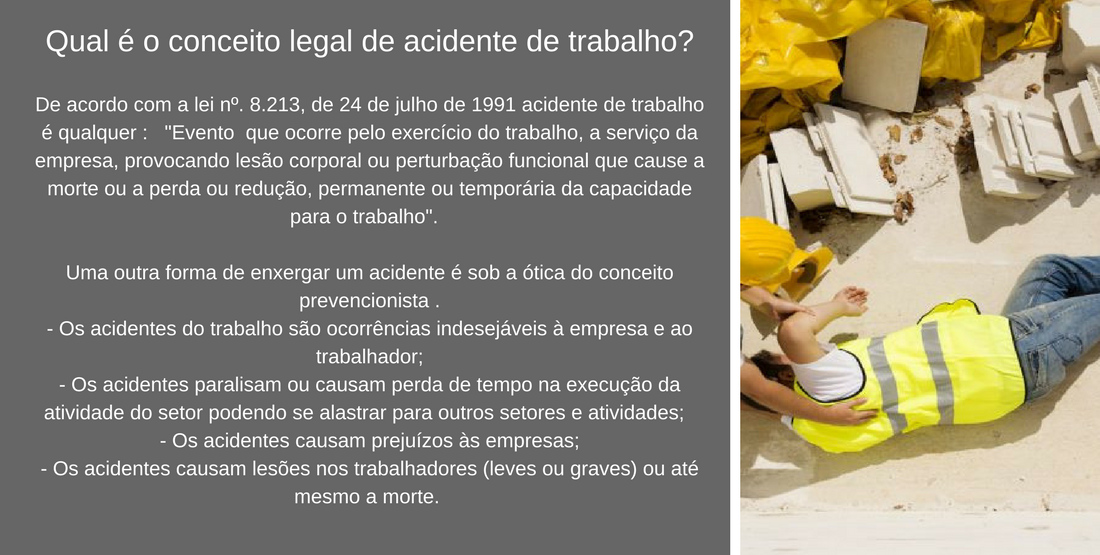 Qual é o conceito legal de acidente de trabalho?
De acordo com a lei nº. 8.213, de 24 de julho de 1991 acidente de trabalho
é qualquer :   "Evento  que ocorre pelo exercício do trabalho, a serviço da
empresa, provocando lesão corporal ou perturbação funcional que cause a
morte ou a perda ou redução, permanente ou temporária da capacidade
para o trabalho".
Uma outra forma de enxergar um acidente é sob a ótica do conceito
prevencionista .
- Os acidentes do trabalho são ocorrências indesejáveis à empresa e ao
trabalhador;
- Os acidentes paralisam ou causam perda de tempo na execução da
atividade do setor podendo se alastrar para outros setores e atividades;
- Os acidentes causam prejuízos às empresas;
- Os acidentes causam lesões nos trabalhadores (leves ou graves) ou até
mesmo a morte.